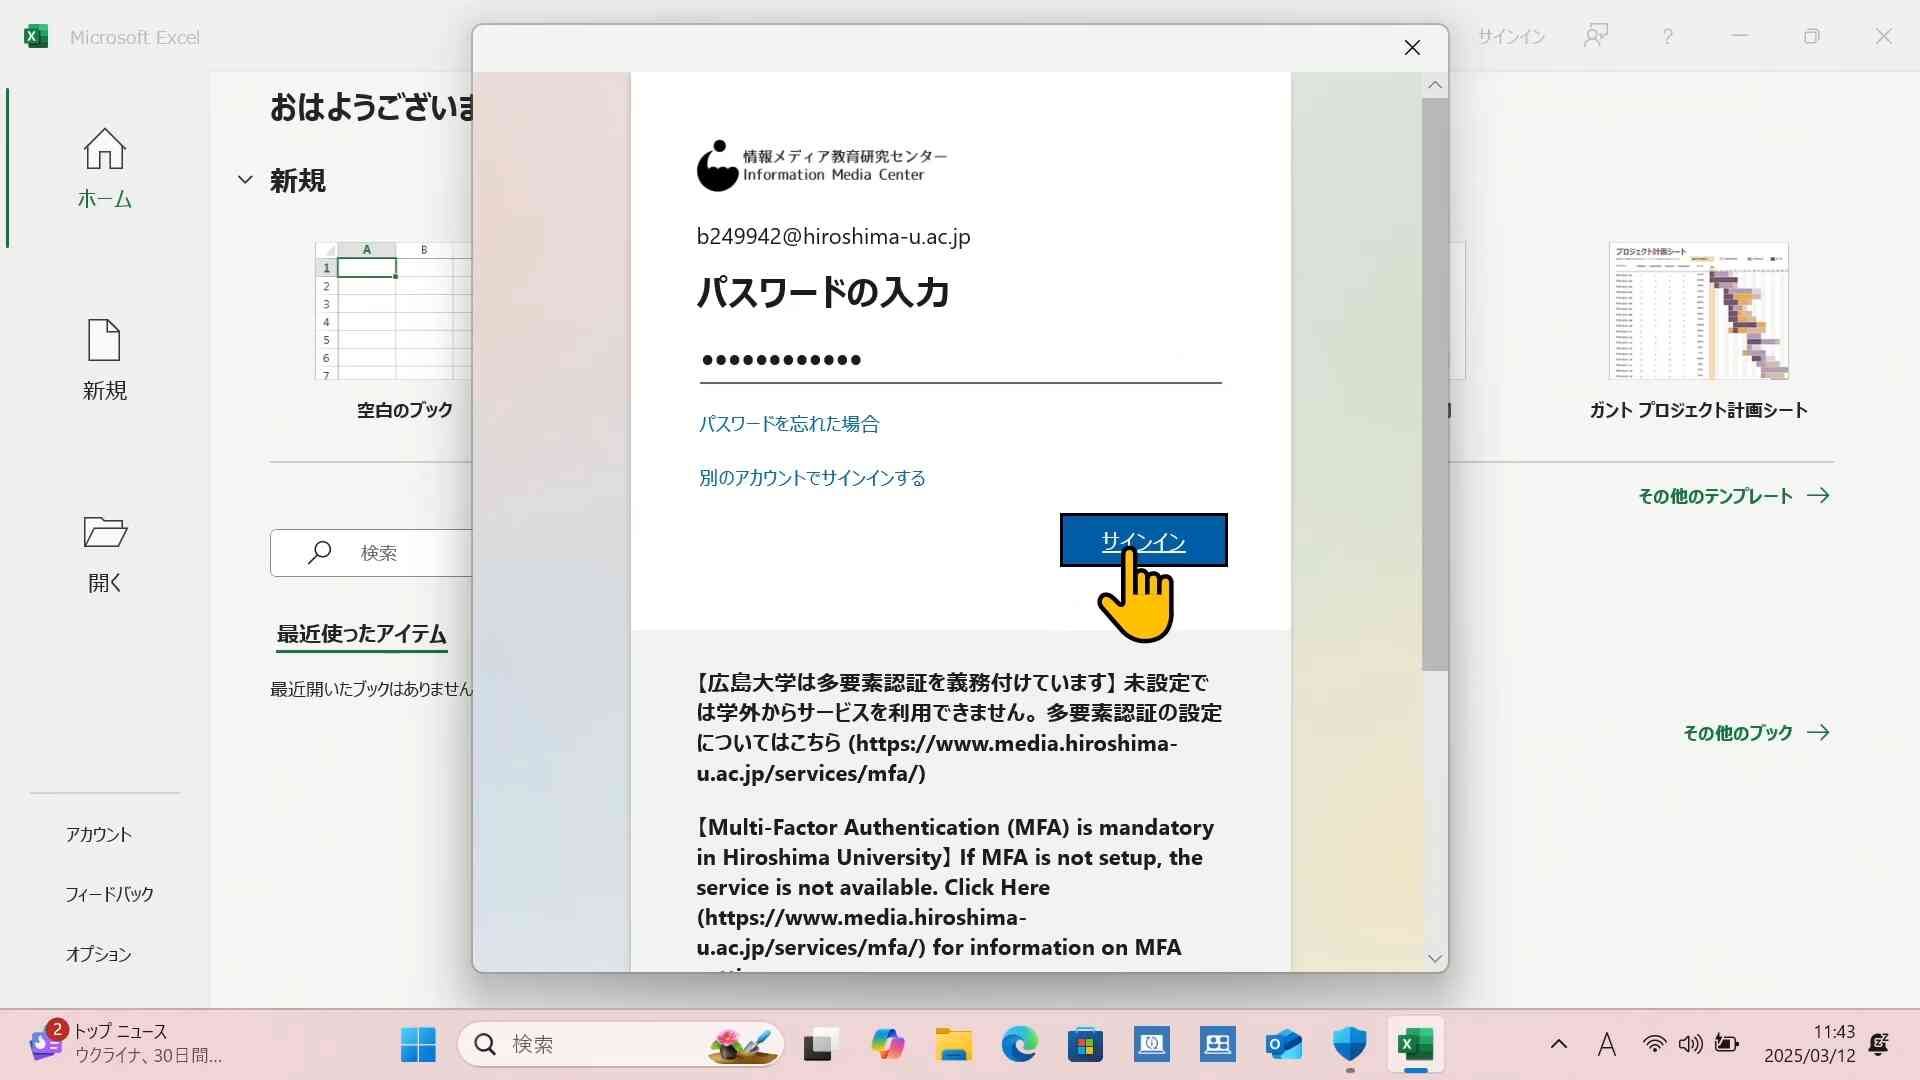 Microsoft Excel
サインイン
?
ホーム
新規
開く
アカウント
フィードバック
オプション
おはようございま
新規
A B
1
2
3
4
5
6
7
空白のブック
プロジェクト計画シート
ガント プロジェクト計画シート
その他のテンプレート
検索
最近使ったアイテム
最近開いたブックはありません
その他のブック
情報メディア教育研究センター
Information Media Center
b249942@hiroshima-u.ac.jp
パスワードの入力
パスワードを忘れた場合
別のアカウントでサインインする
サインイン
【広島大学は多要素認証を義務付けています】 未設定で
は学外からサービスを利用できません。多要素認証の設定
についてはこちら (https://www.media.hiroshima-
u.ac.jp/services/mfa/)
【Multi-Factor Authentication (MFA) is mandatory
in Hiroshima University】 If MFA is not setup, the
service is not available. Click Here
(https://www.media.hiroshima-
u.ac.jp/services/mfa/) for information on MFA
2
トップ ニュース
ウクライナ、30日間...
検索
A
11:43
2025/03/12